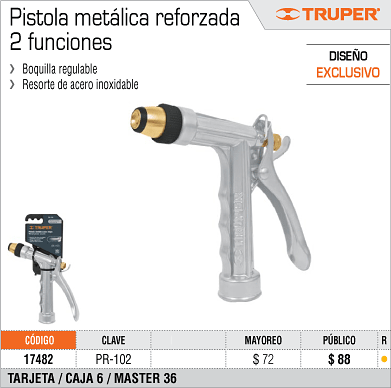 Pistola metálica reforzada
2 funciones
TRUPER
Boquilla regulable
Resorte de acero inoxidable
DISEÑO
EXCLUSIVO
TRUPER
CÓDIGO CLAVE MAYOREO PÚBLICO R
17482 PR-102 $ 72 $ 88
TARJETA / CAJA 6 / MASTER 36